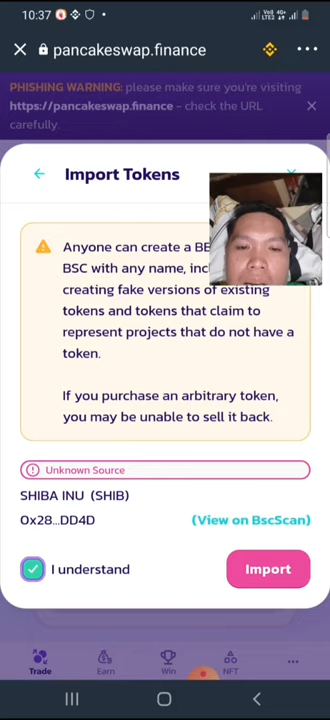 10:37
Vo) 4G+
LTE2
pancakeswap.finance
PHISHING WARNING: please make sure you're visiting
https://pancakeswap.finance - check the URL
carefully.
Import Tokens
Anyone can create a
BSC with any name,
creating fake versions of existing
tokens and tokens that claim to
represent projects that do not have a
token.
If you purchase an arbitrary token,
you may be unable to sell it back.
Unknown Source
SHIBA INU (SHIB)
0x28...DD4D (View on BscScan)
I understand
Import
Trade Earn Win NFT